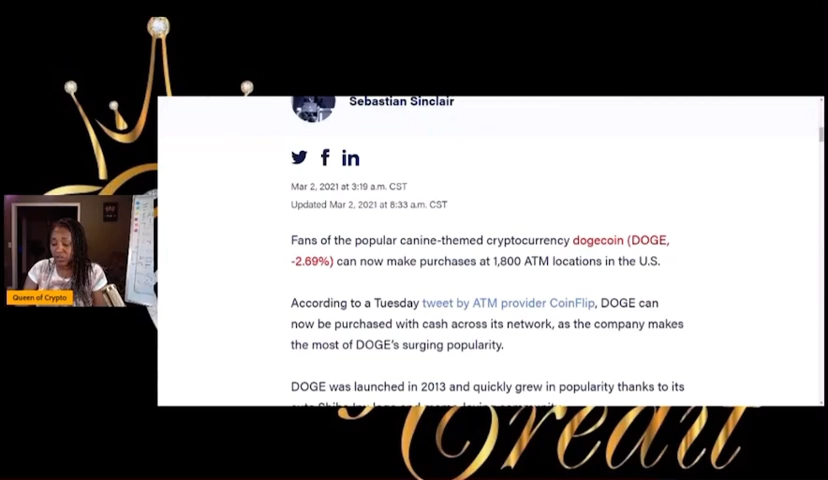 Sebastian Sinclair
Mar 2, 2021 at 3:19 a.m. CST
Updated Mar 2, 2021 at 8:33 a.m. CST
Fans of the popular canine-themed cryptocurrency dogecoin (DOGE,
-2.69%) can now make purchases at 1,800 ATM locations in the U.S.
According to a Tuesday tweet by ATM provider CoinFlip, DOGE can
now be purchased with cash across its network, as the company makes
the most of DOGE's surging popularity.
DOGE was launched in 2013 and quickly grew in popularity thanks to its
Queen of Crypto
Credit